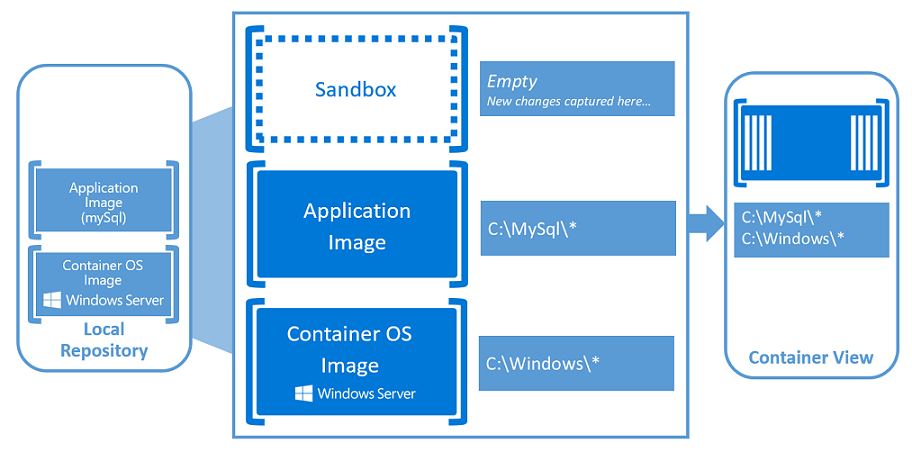 Application
Image
(mySql)
Container OS
Image
Windows Server
Local
Repository
Sandbox
Empty
New changes captured here...
Application
Image
C:\MySql\*
Container OS
Image
Windows Server
C:\Windows\*
C:\MySql\*
C:\Windows\*
Container View